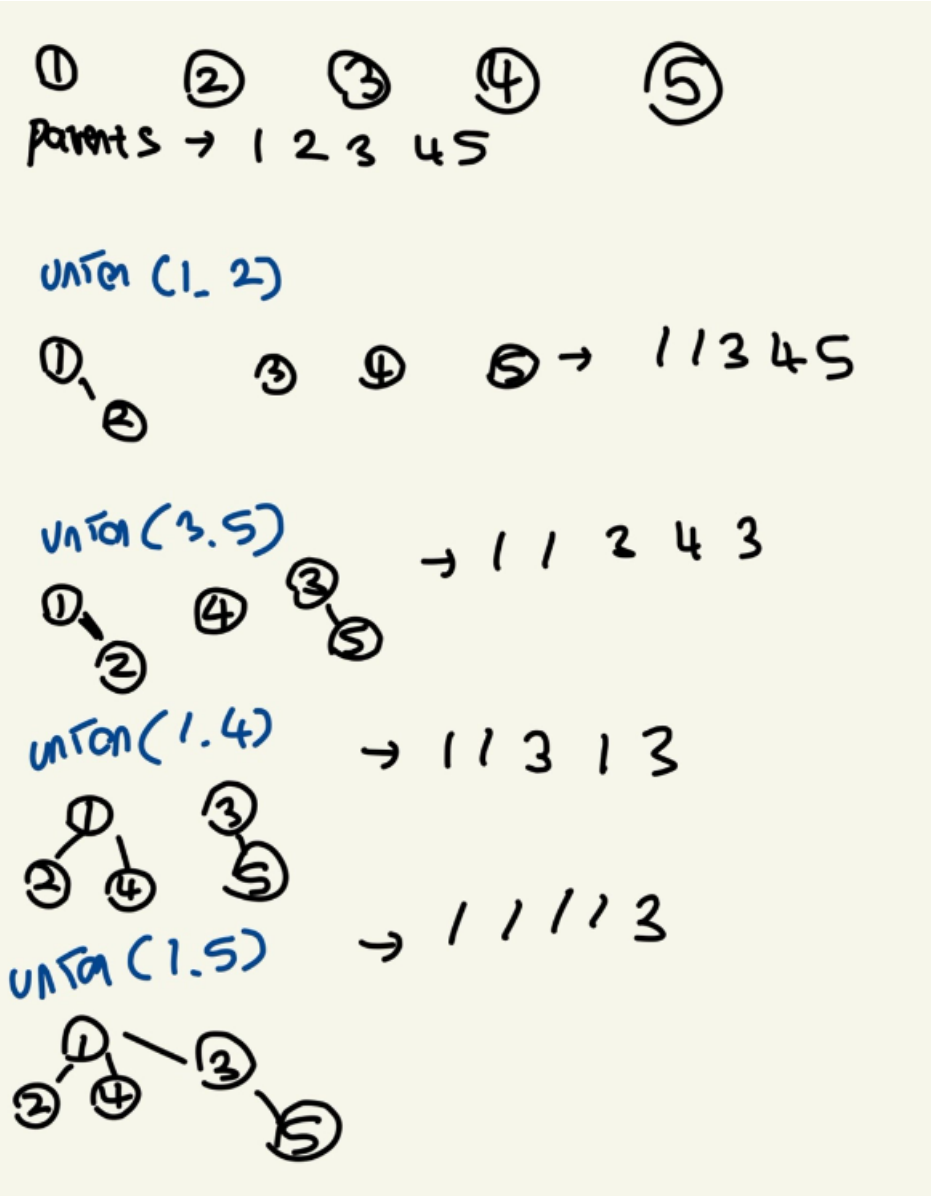 ① ② ③ ④ ⑤
parents → 1 2 3 4 5
union (1, 2)
① ③ ④ ⑤ → 1 1 3 4 5
②
union (3.5)
→ 1 1 3 4 3
① ④ ③
② ⑤
union (1.4)
→ 1 1 3 1 3
① ③
② ④ ⑤
union (1.5)
→ 1 1 1 1 3
① ③
② ④ ⑤